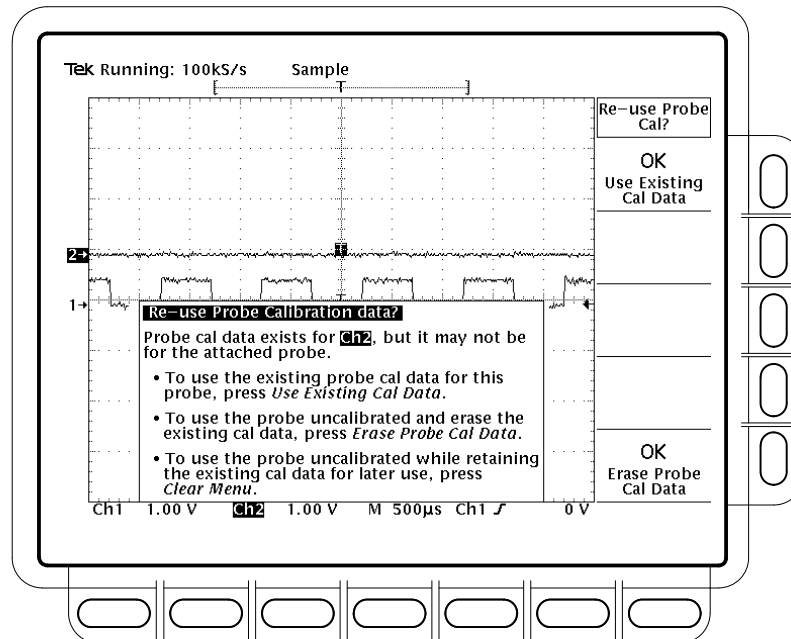 Tek Running: 100kS/s Sample
T
Re-use Probe
Cal?
OK
Use Existing
Cal Data
2→
T
1→
Re-use Probe Calibration data?
Probe cal data exists for Ch2, but it may not be
for the attached probe.
• To use the existing probe cal data for this
probe, press Use Existing Cal Data.
• To use the probe uncalibrated and erase the
existing cal data, press Erase Probe Cal Data.
• To use the probe uncalibrated while retaining
the existing cal data for later use, press
Clear Menu.
OK
Erase Probe
Cal Data
Ch1 1.00 V Ch2 1.00 V M 500µs Ch1 ƒ 0 V